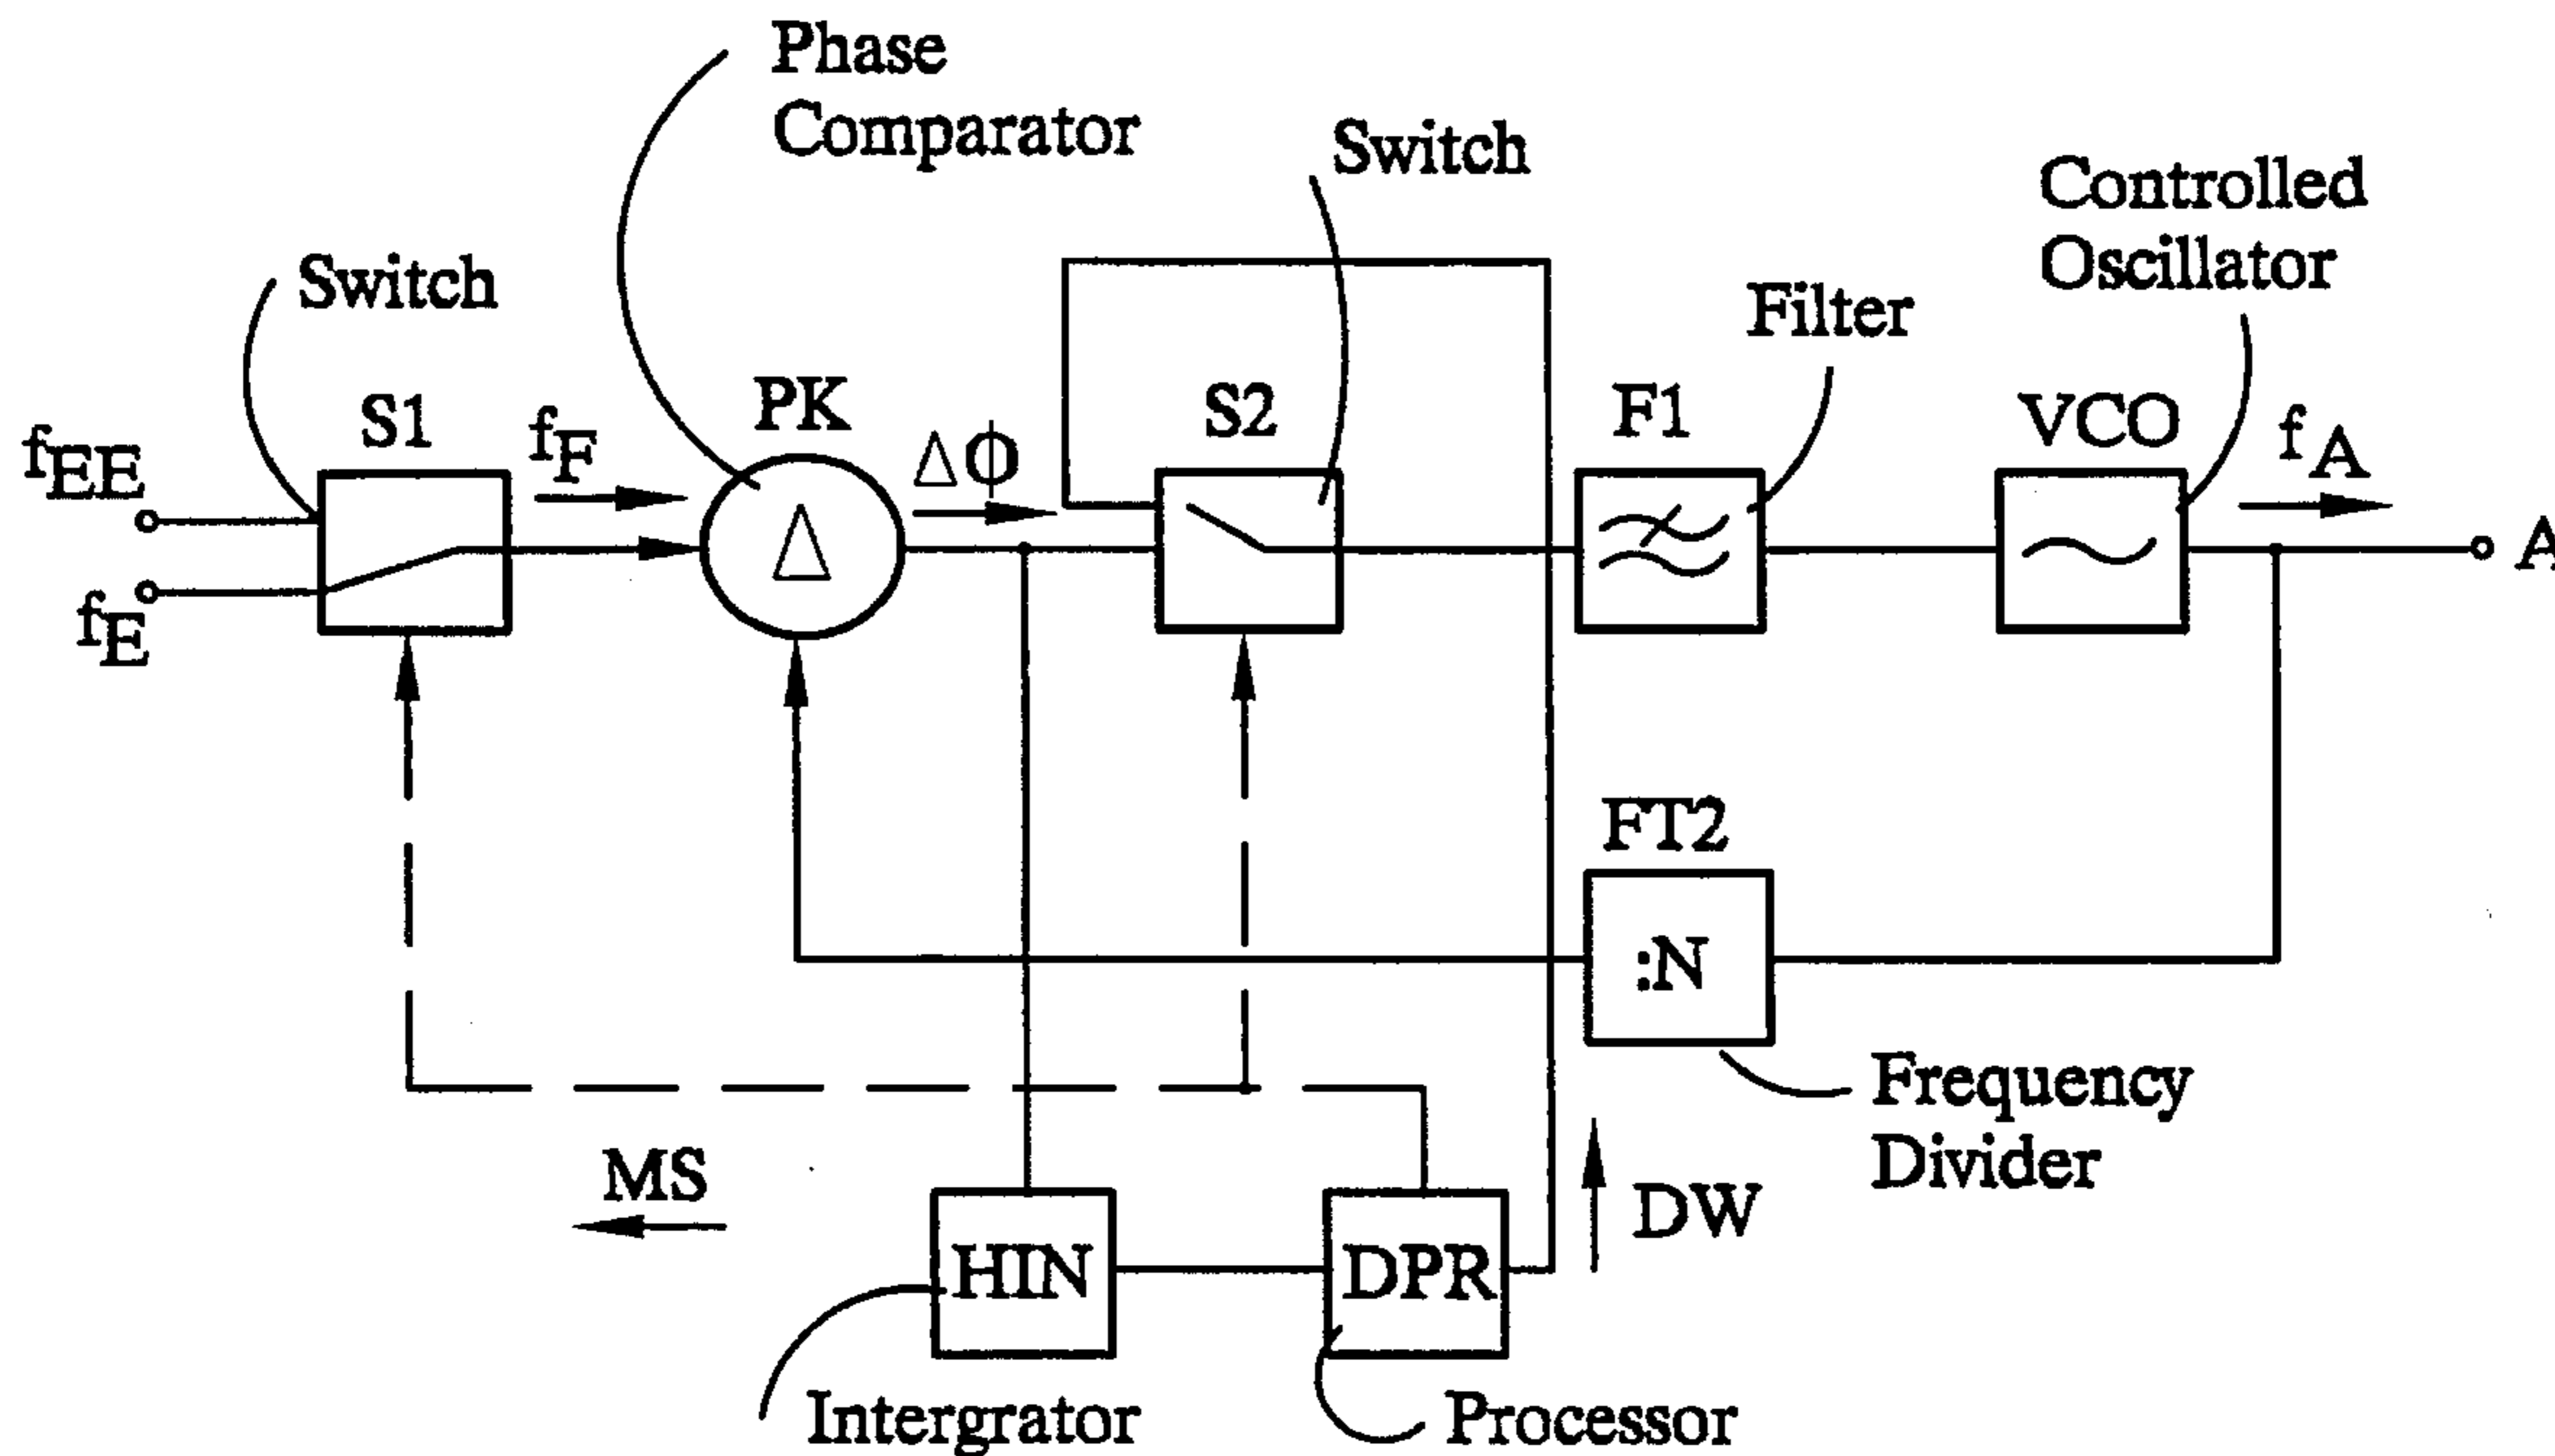 Phase
Comparator
Switch
Controlled
Oscillator
Switch
Filter
S1
fF
PK
Δϕ
S2
F1
VCO
fA
fEE
fE
Δ
A
FT2
:N
Frequency
Divider
MS
DW
HIN
DPR
Intergrator
Processor